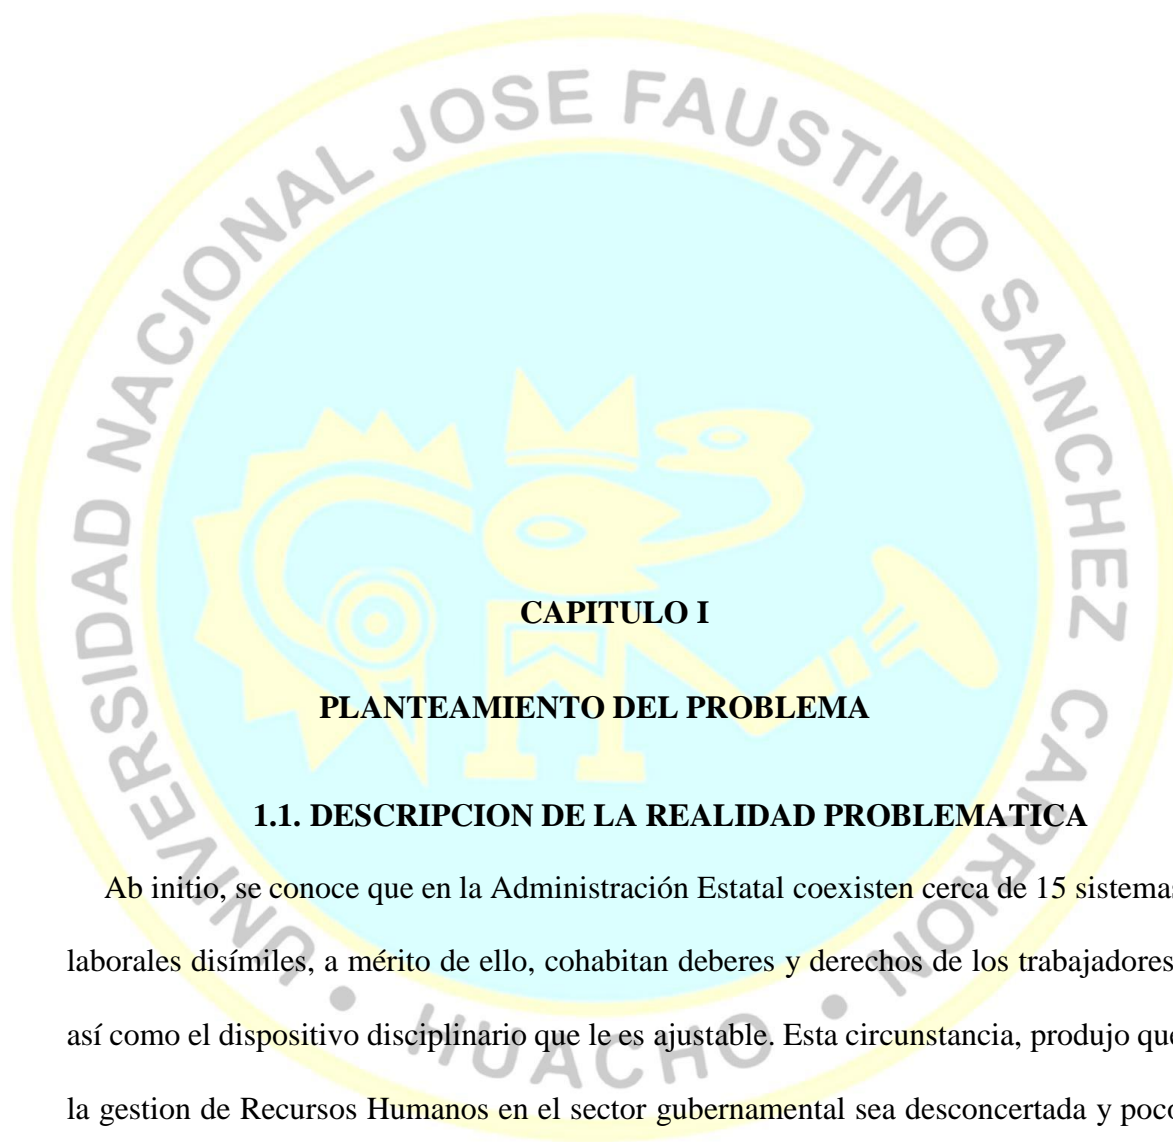 UNIVERSIDAD NACIONAL JOSE FAUSTINO SANCHEZ CARRION
• HUACHO •
CAPITULO I
PLANTEAMIENTO DEL PROBLEMA
1.1. DESCRIPCION DE LA REALIDAD PROBLEMATICA
Ab initio, se conoce que en la Administración Estatal coexisten cerca de 15 sistemas
laborales disímiles, a mérito de ello, cohabitan deberes y derechos de los trabajadores
así como el dispositivo disciplinario que le es ajustable. Esta circunstancia, produjo que
la gestion de Recursos Humanos en el sector gubernamental sea desconcertada y poco